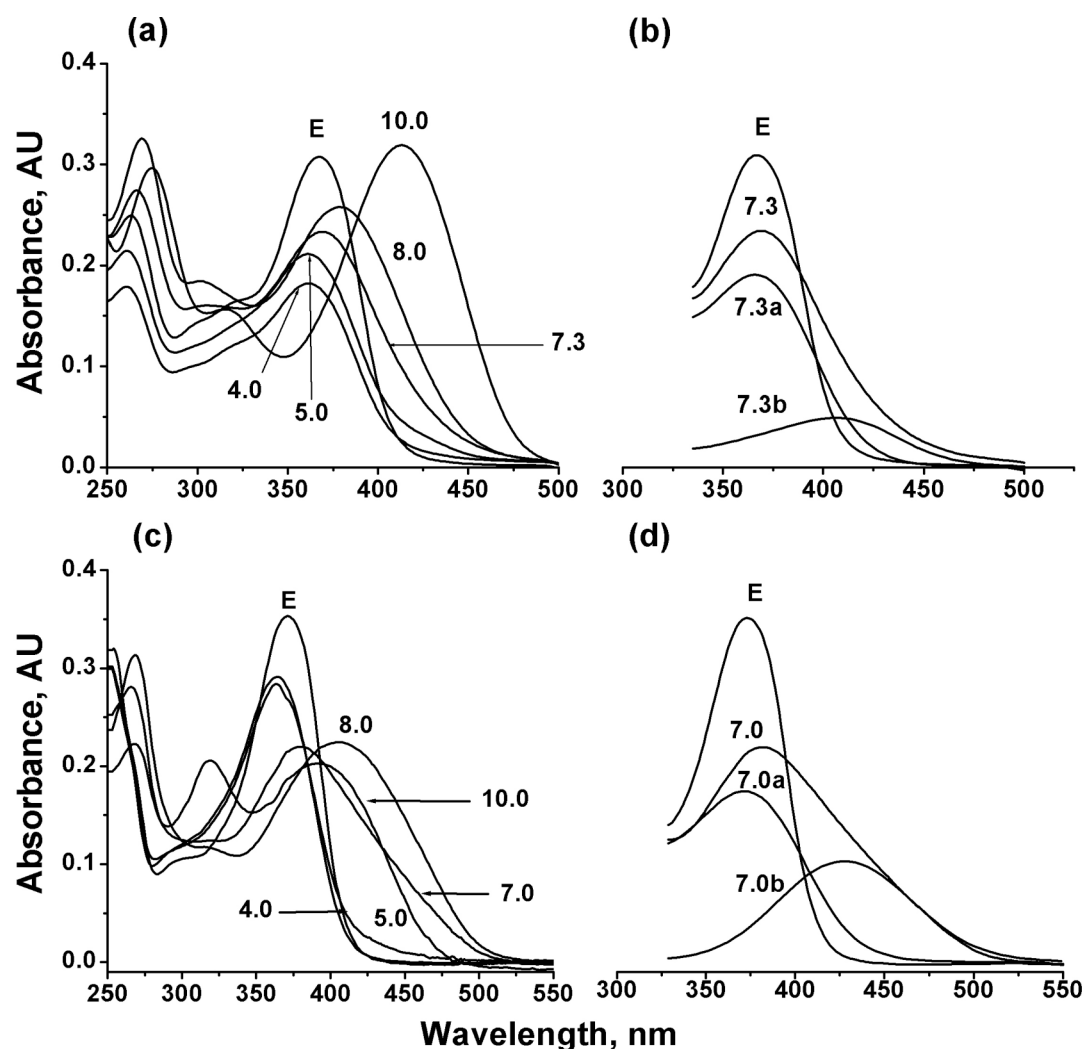 (a) (b)
0.4
E 10.0 E
0.3
7.3
8.0
0.2
7.3a
Absorbance, AU
7.3
0.1
4.0 5.0
7.3b
0.0
250 300 350 400 450 500 300 350 400 450 500
(c) (d)
0.4
E E
0.3
8.0 7.0
0.2
10.0 7.0a
Absorbance, AU
0.1
7.0 7.0b
4.0 5.0
0.0
250 300 350 400 450 500 550 300 350 400 450 500 550
Wavelength, nm